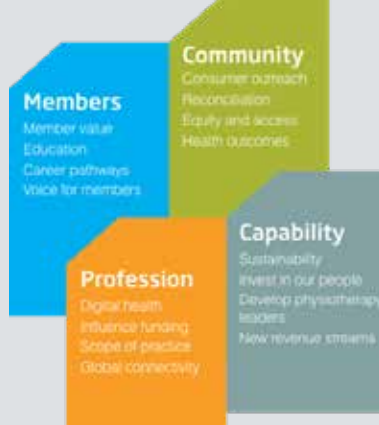 Community
Consumer outreach
Reconciliation
Equity and access
Health outcomes
Members
Member value
Education
Career pathways
Voice for members
Capability
Sustainability
Invest in our people
Develop physiotherapy
leaders
New revenue streams
Profession
Digital health
Influence funding
Scope of practice
Global connectivity